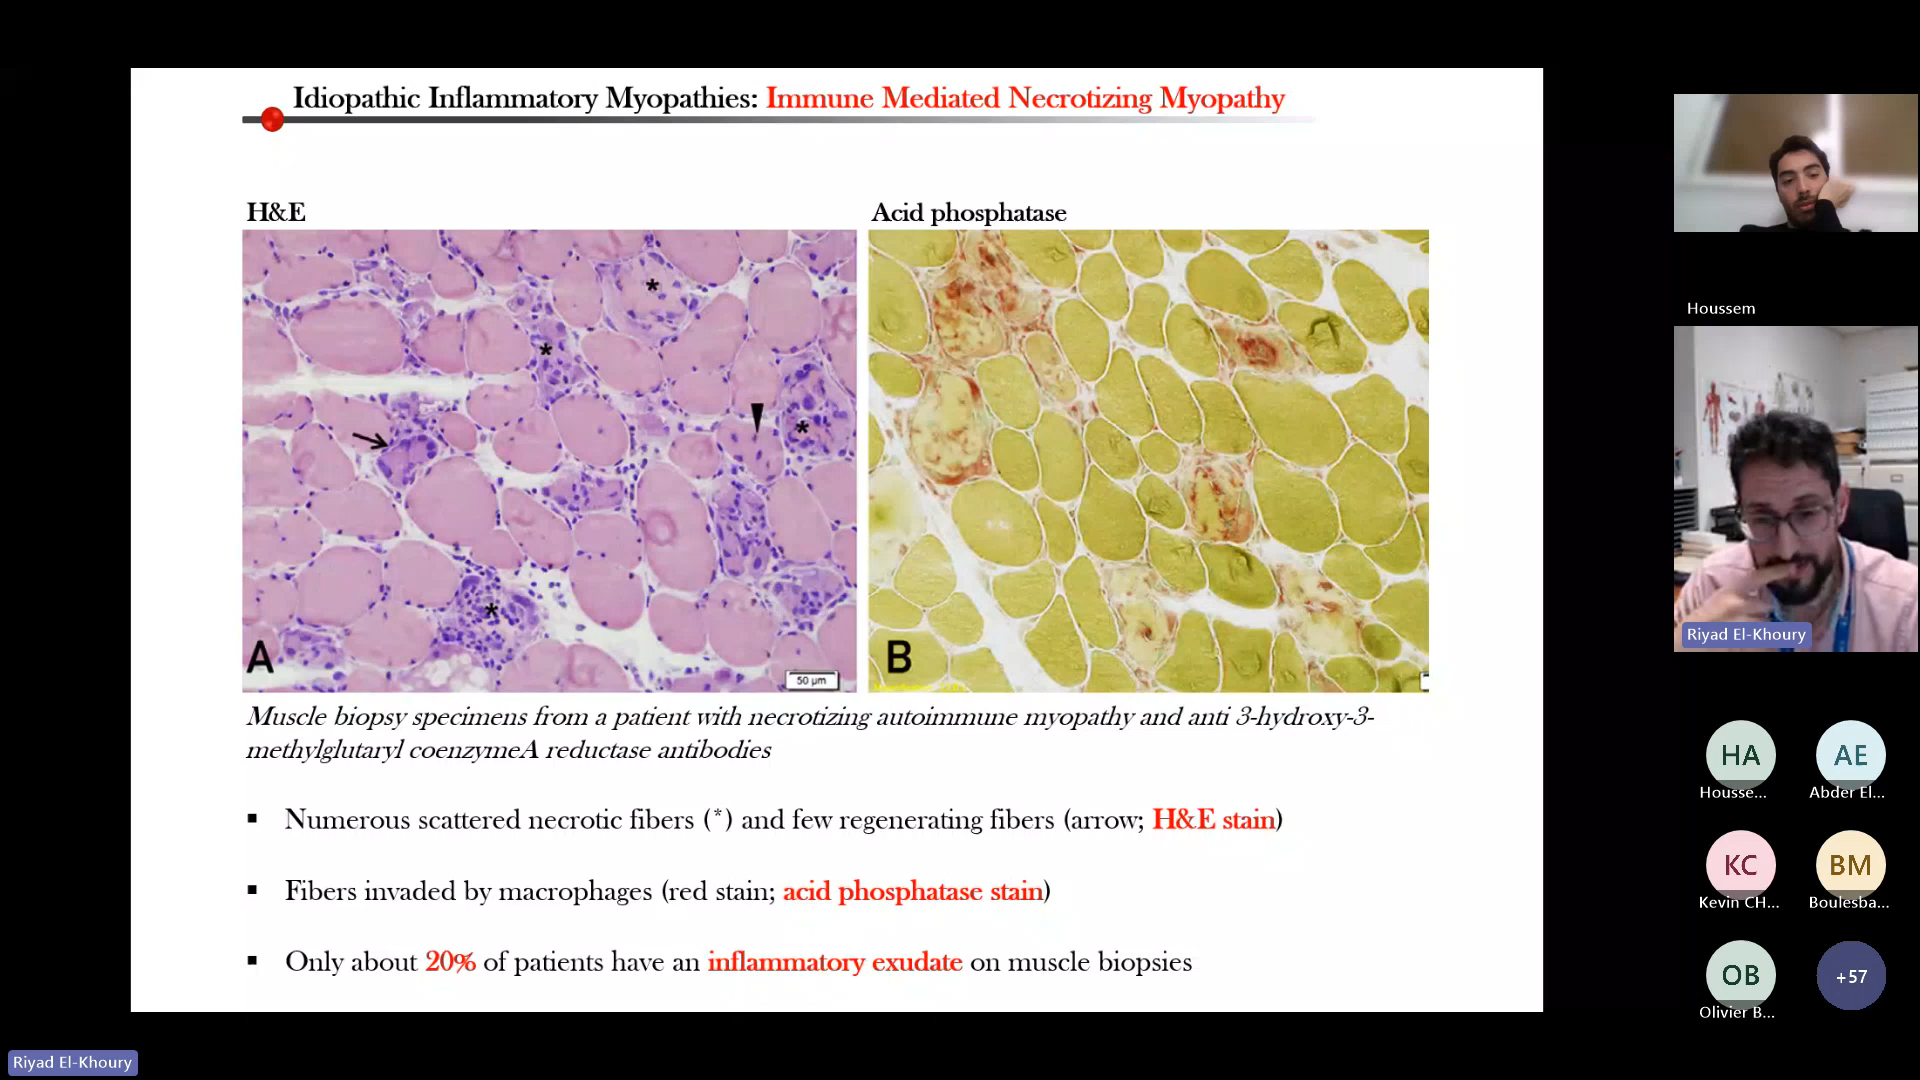 Idiopathic Inflammatory Myopathies: Immune Mediated Necrotizing Myopathy
H&E
Acid phosphatase
*
*
*
*
A
50 µm
B
Muscle biopsy specimens from a patient with necrotizing autoimmune myopathy and anti 3-hydroxy-3-
methylglutaryl coenzymeA reductase antibodies
▪ Numerous scattered necrotic fibers (*) and few regenerating fibers (arrow; H&E stain)
▪ Fibers invaded by macrophages (red stain; acid phosphatase stain)
▪ Only about 20% of patients have an inflammatory exudate on muscle biopsies
Houssem
Riyad El-Khoury
HA
Housse...
AE
Abder El...
KC
Kevin CH...
BM
Boulesba...
OB
Olivier B...
+57
Riyad El-Khoury